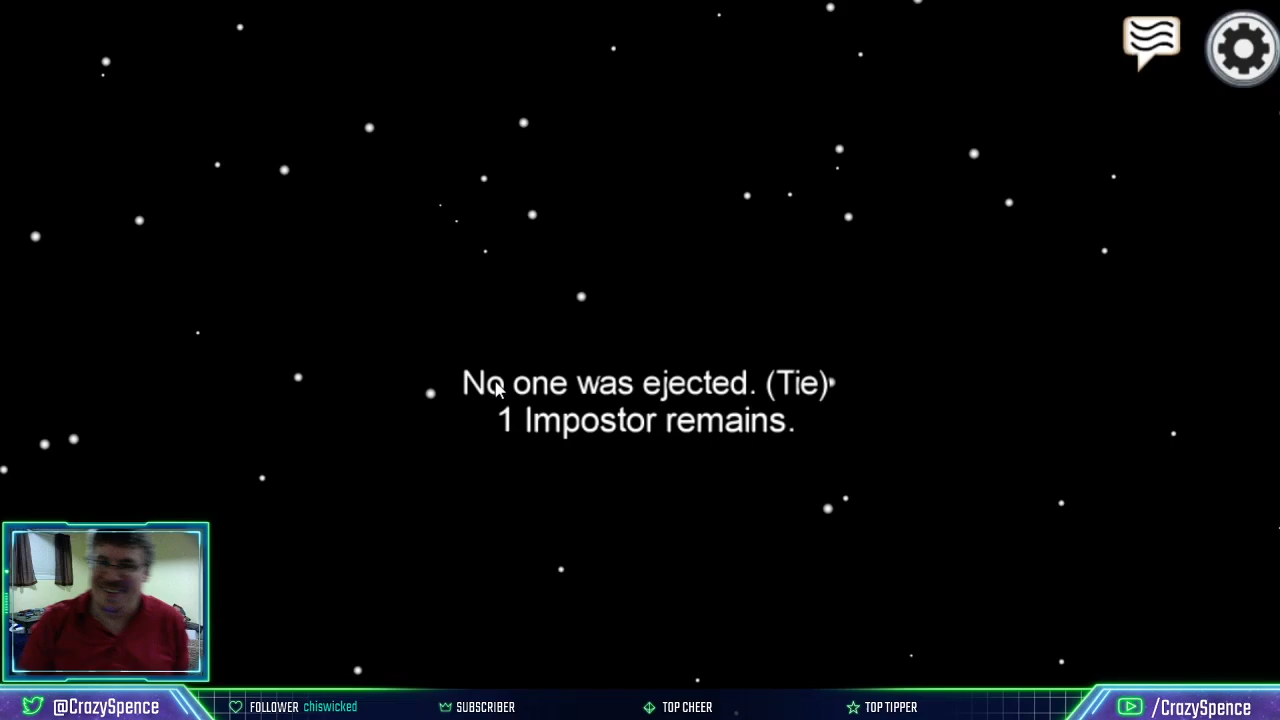 No one was ejected. (Tie)
1 Impostor remains.
@CrazySpence
FOLLOWER chiswicked
SUBSCRIBER
TOP CHEER
TOP TIPPER
/CrazySpence